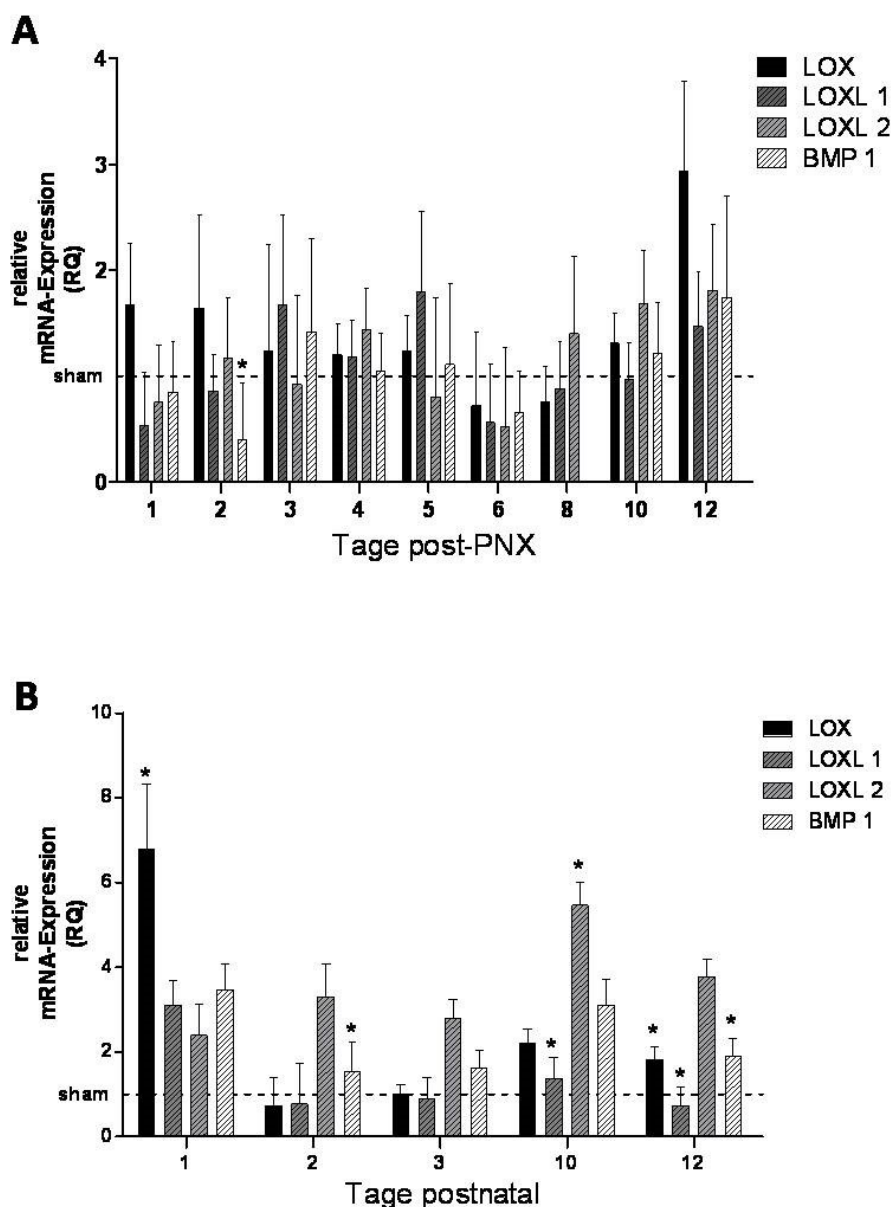 A
4
3
2
sham
0
relative
mRNA-Expression
(RQ)
*
1
2
3
4
5
6
8
10
12
Tage post-PNX
LOX
LOXL 1
LOXL 2
BMP 1
B
10
8
6
4
2
sham
0
relative
mRNA-Expression
(RQ)
*
*
*
*
*
*
*
1
2
3
10
12
Tage postnatal
LOX
LOXL 1
LOXL 2
BMP 1